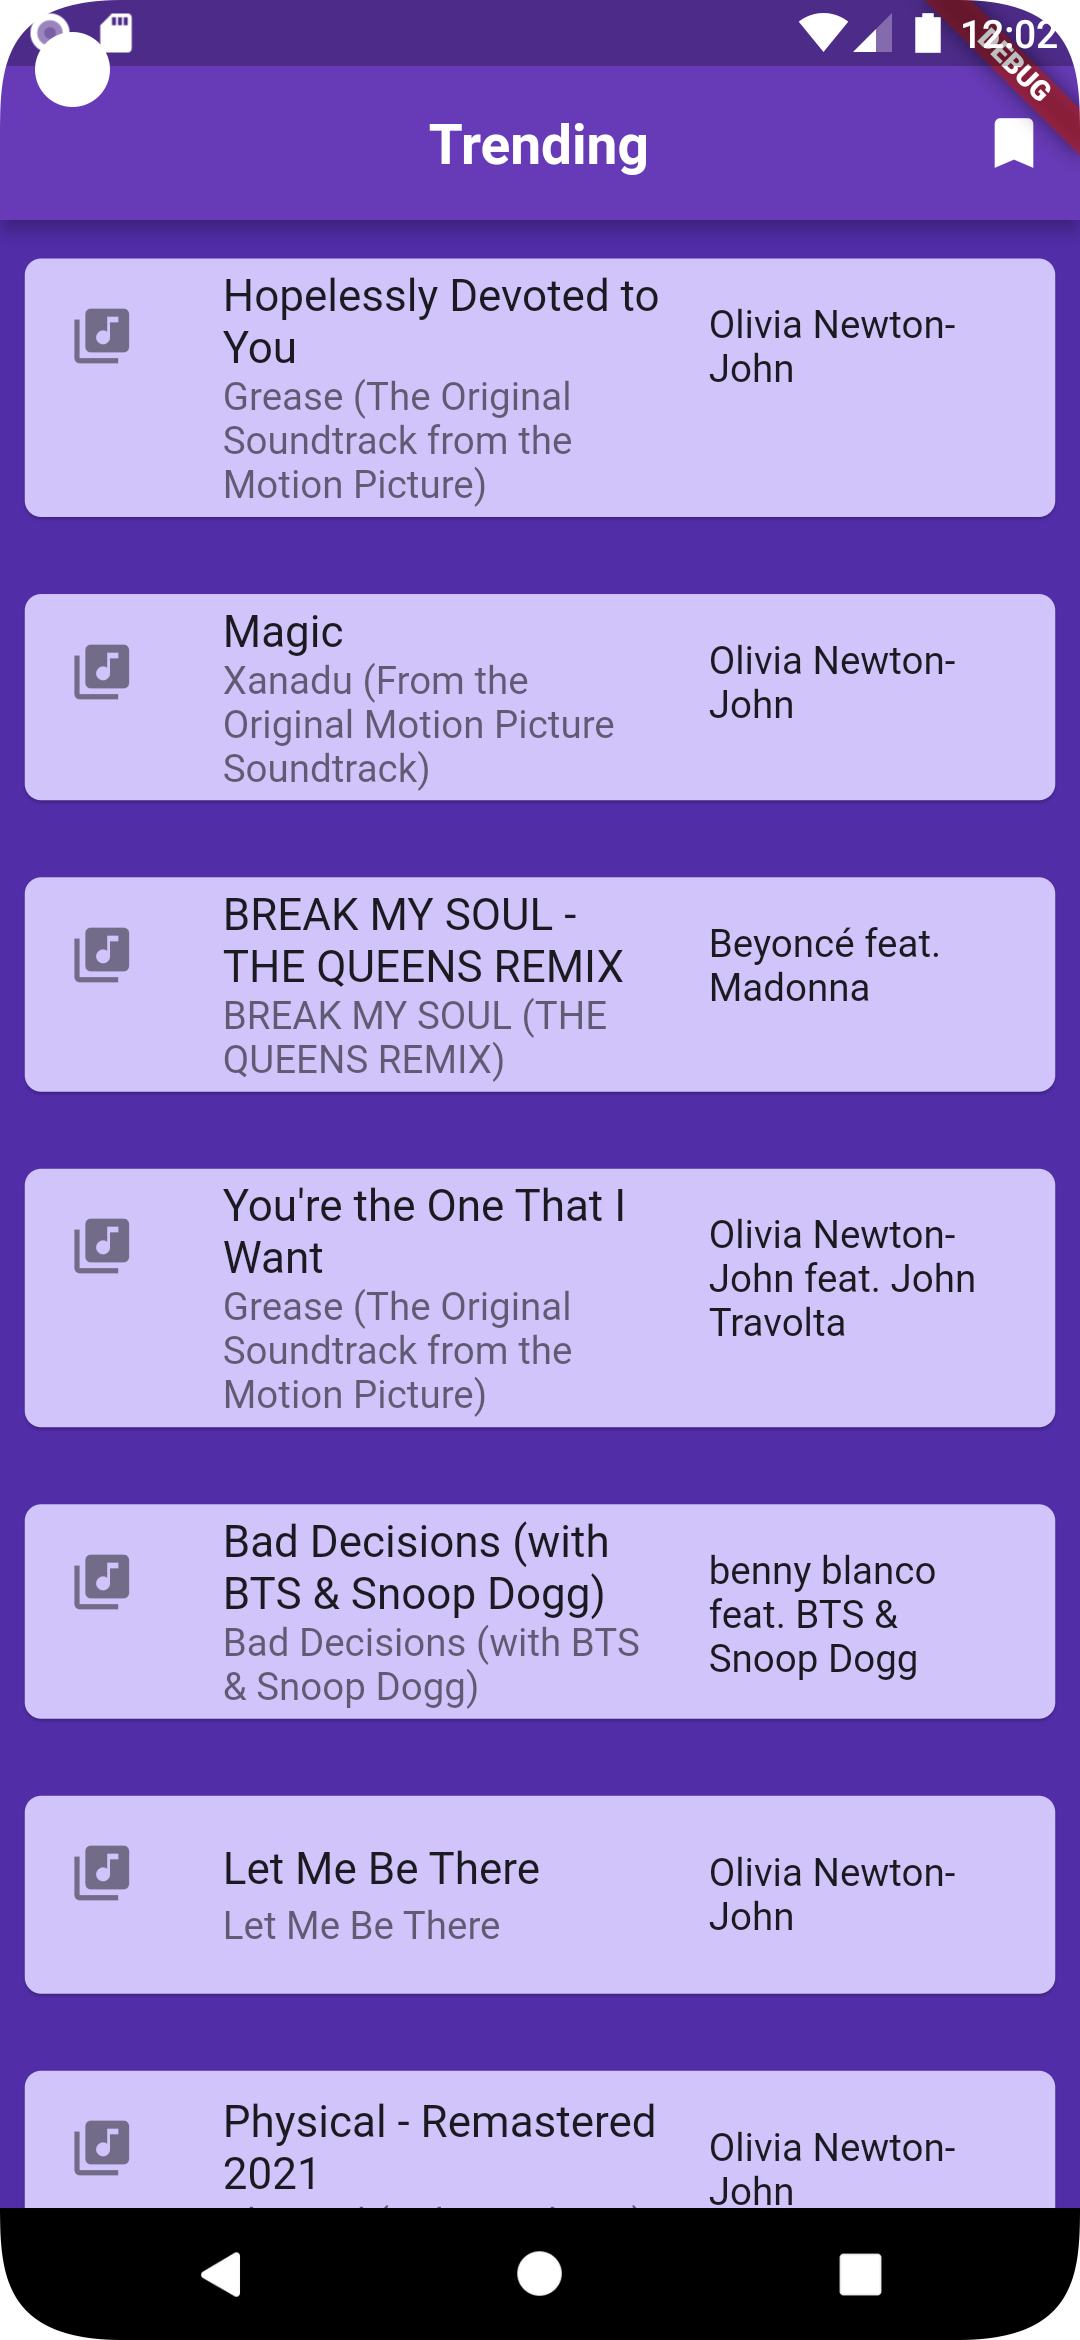 12:02
DEBUG
Trending
Hopelessly Devoted to
You
Grease (The Original
Soundtrack from the
Motion Picture)
Olivia Newton-
John
Magic
Xanadu (From the
Original Motion Picture
Soundtrack)
Olivia Newton-
John
BREAK MY SOUL -
THE QUEENS REMIX
BREAK MY SOUL (THE
QUEENS REMIX)
Beyoncé feat.
Madonna
You're the One That I
Want
Grease (The Original
Soundtrack from the
Motion Picture)
Olivia Newton-
John feat. John
Travolta
Bad Decisions (with
BTS & Snoop Dogg)
Bad Decisions (with BTS
& Snoop Dogg)
benny blanco
feat. BTS &
Snoop Dogg
Let Me Be There
Let Me Be There
Olivia Newton-
John
Physical - Remastered
2021
Olivia Newton-
John